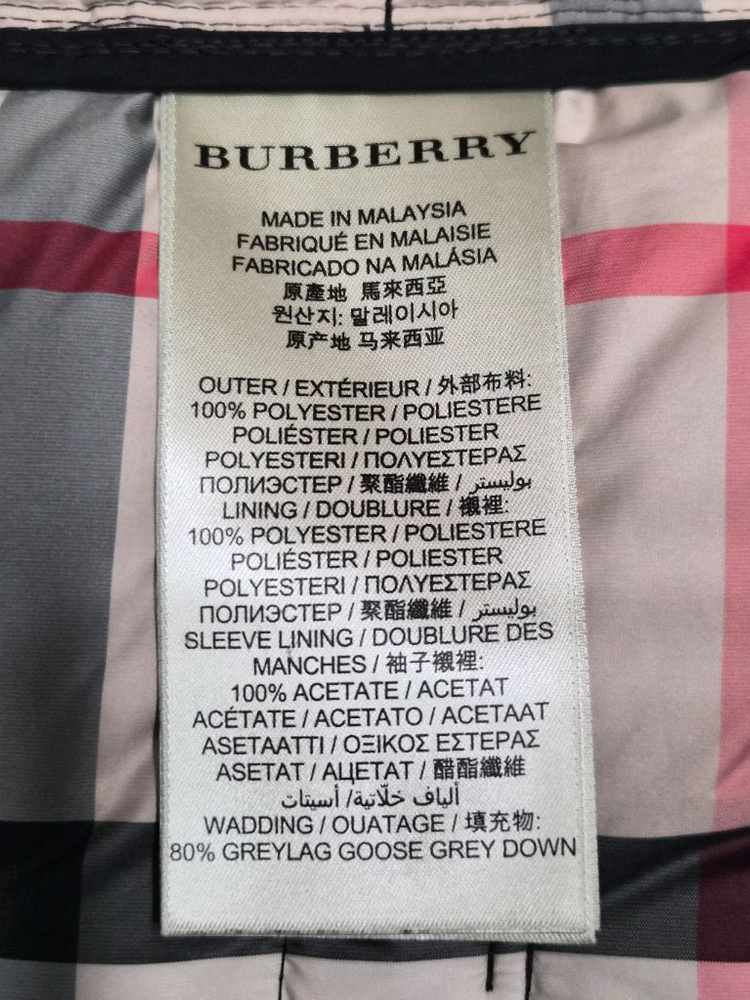 BURBERRY
MADE IN MALAYSIA
FABRIQUÉ EN MALAISIE
FABRICADO NA MALÁSIA
原產地 馬來西亞
원산지: 말레이시아
原产地 马来西亚
OUTER / EXTÉRIEUR / 外部布料:
100% POLYESTER / POLIESTERE
POLIÉSTER / POLIESTER
POLYESTERI / ΠΟΛΥΕΣΤΕΡΑΣ
ПОЛИЭСТЕР / 聚酯纖維 / بوليستر
LINING / DOUBLURE / 襯裡:
100% POLYESTER / POLIESTERE
POLIÉSTER / POLIESTER
POLYESTERI / ΠΟΛΥΕΣΤΕΡΑΣ
ПОЛИЭСТЕР / 聚酯纖維 / بوليستر
SLEEVE LINING / DOUBLURE DES
MANCHES / 袖子襯裡:
100% ACETATE / ACETAT
ACÉTATE / ACETATO / ACETAAT
ASETAATTI / ΟΞΙΚΟΣ ΕΣΤΕΡΑΣ
ASETAT / АЦЕТАТ / 醋酯纖維
ألياف خلّاتية/ أسيتات
WADDING / OUATAGE / 填充物:
80% GREYLAG GOOSE GREY DOWN